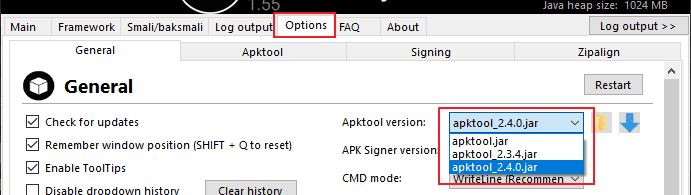 1.55
Java heap size: 1024 MB
Main Framework Smali/baksmali Log output Options FAQ About Log output >>
General Apktool Signing Zipalign
General Restart
Check for updates Apktool version: apktool_2.4.0.jar
apktool.jar
Remember window position (SHIFT + Q to reset) APK Signer version apktool_2.3.4.jar
apktool_2.4.0.jar
Enable ToolTips CMD mode: WriteLine (Recommen
Disable dropdown history Clear history